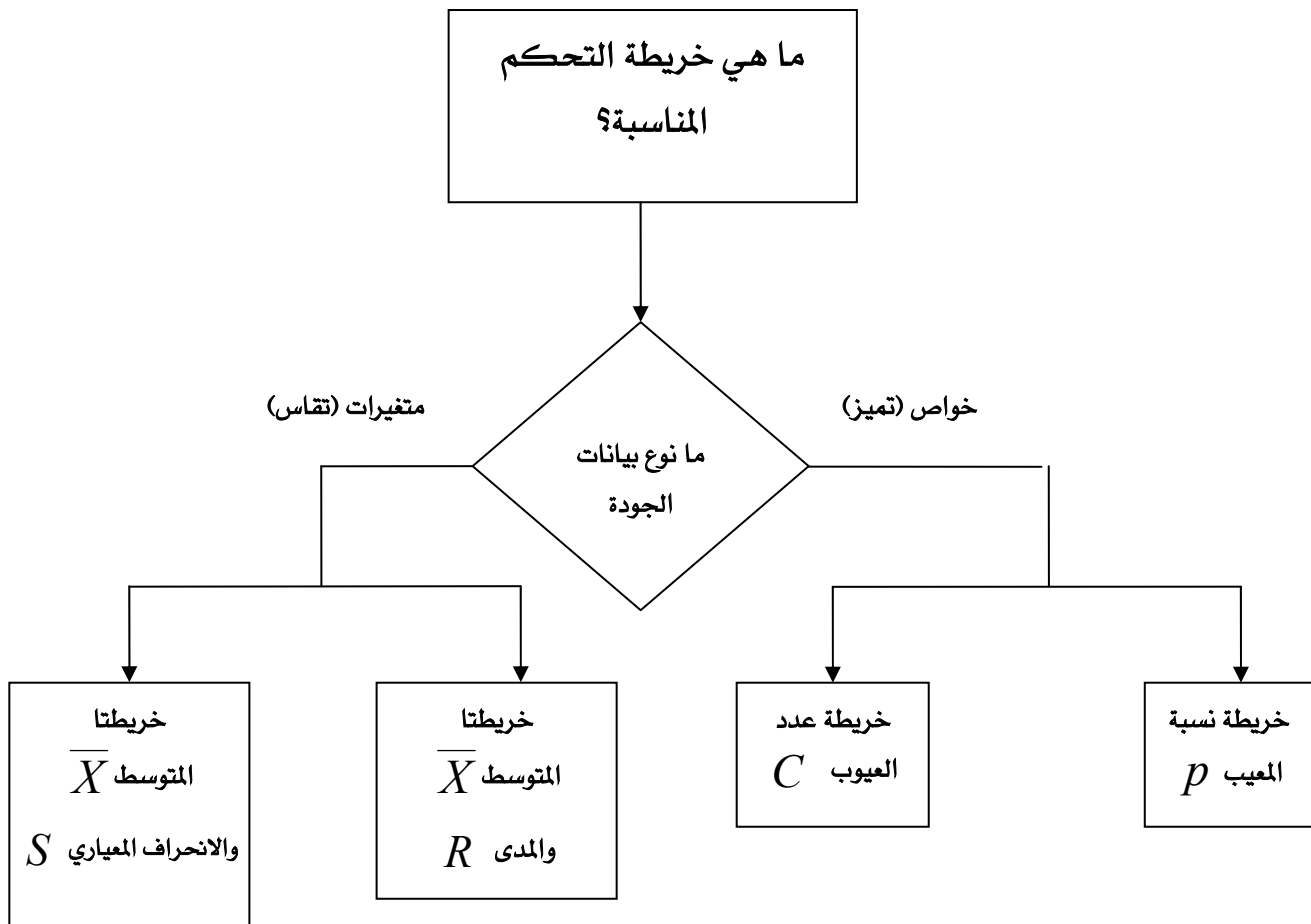 ما هي خريطة التحكم
المناسبة؟
خواص (تميز)
متغيرات (تقاس)
ما نوع بيانات
الجودة
خريطة نسبة
المعيب p
خريطة عدد
العيوب C
خريطتا
المتوسط X̅
والمدى R
خريطتا
المتوسط X̅
والانحراف المعياري S